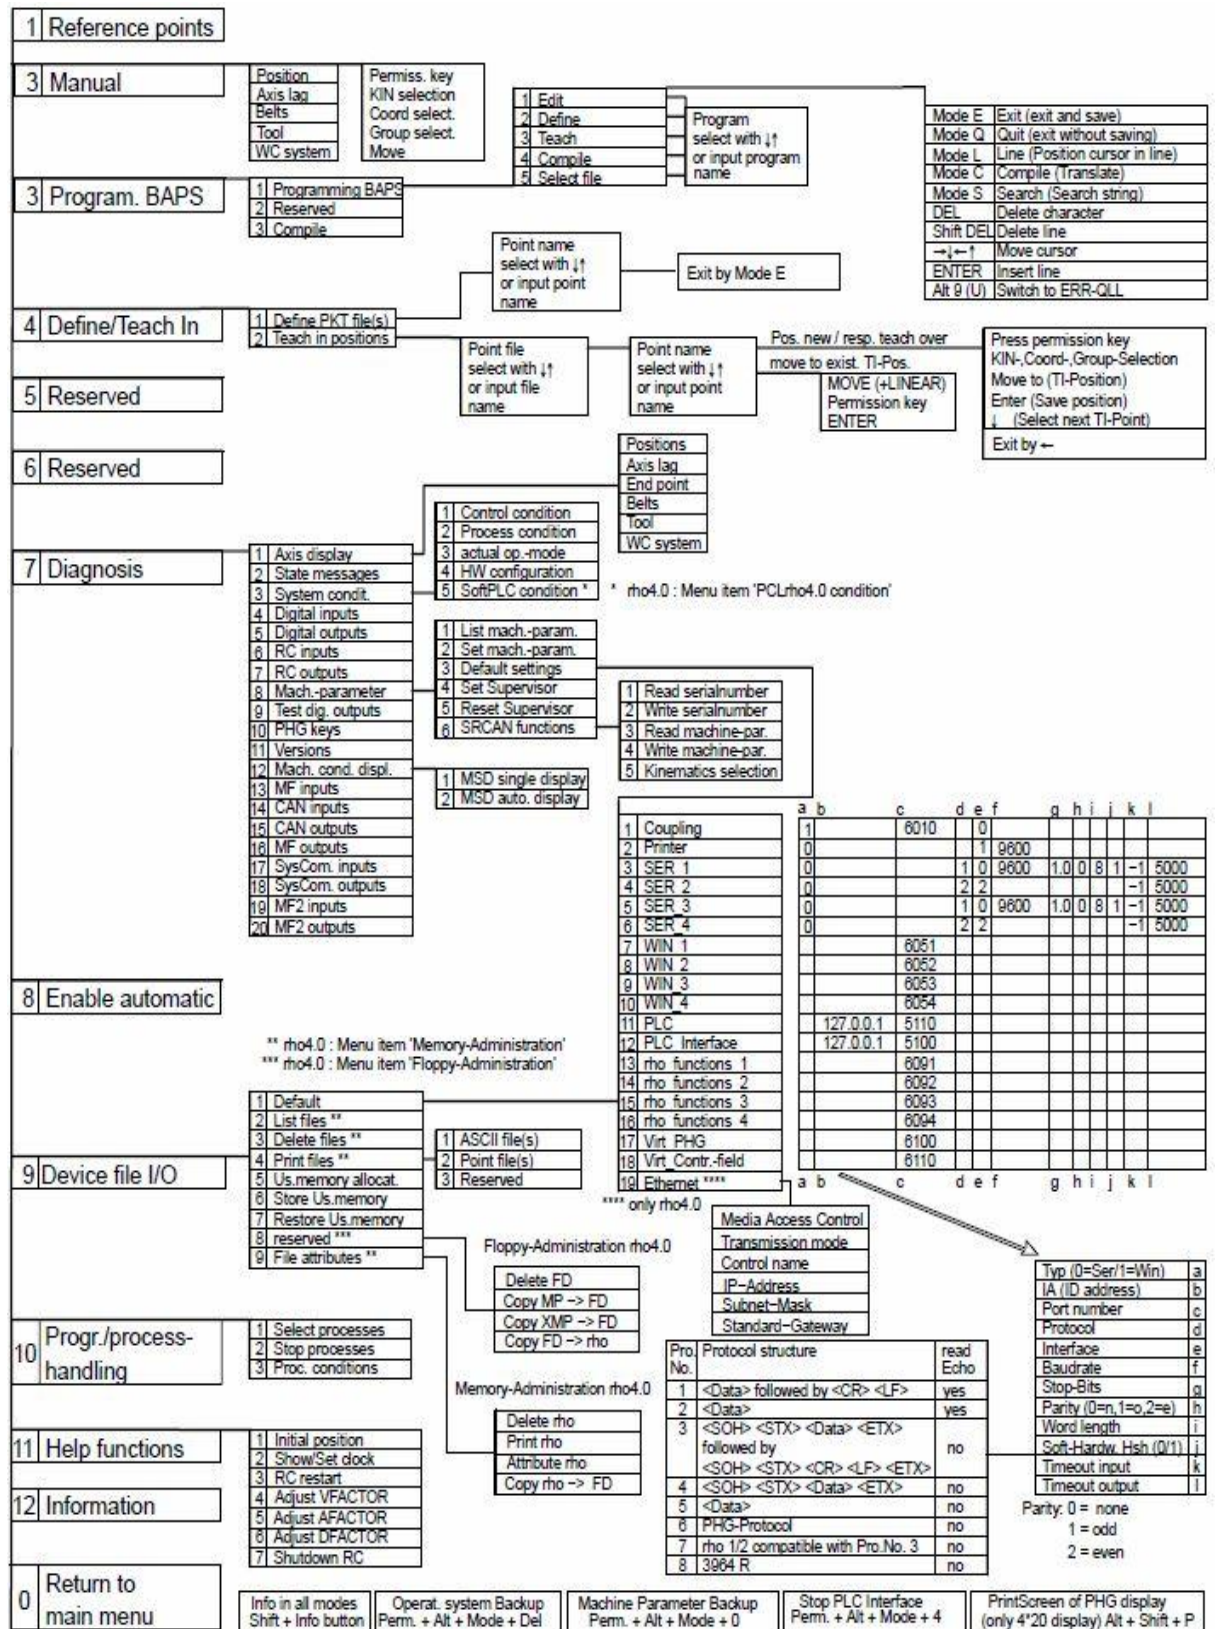 1 Reference points
3 Manual
Position
Axis lag
Belts
Tool
WC system
Permiss. key
KIN selection
Coord select.
Group select.
Move
1 Edit
2 Define
3 Teach
4 Compile
5 Select file
Program
select with ↓↑
or input program
name
Mode E Exit (exit and save)
Mode Q Quit (exit without saving)
Mode L Line (Position cursor in line)
Mode C Compile (Translate)
Mode S Search (Search string)
DEL Delete character
Shift DEL Delete line
→↓←↑ Move cursor
ENTER Insert line
Alt 9 (U) Switch to ERR-QLL
3 Program. BAPS
1 Programming BAPS
2 Reserved
3 Compile
Point name
select with ↓↑
or input point
name
Exit by Mode E
4 Define/Teach In
1 Define PKT file(s)
2 Teach in positions
Point file
select with ↓↑
or input file
name
Point name
select with ↓↑
or input point
name
Pos. new / resp. teach over
move to exist. TI-Pos.
MOVE (+LINEAR)
Permission key
ENTER
Press permission key
KIN-,Coord-,Group-Selection
Move to (TI-Position)
Enter (Save position)
↓ (Select next TI-Point)
Exit by ←
5 Reserved
6 Reserved
Positions
Axis lag
End point
Belts
Tool
WC system
7 Diagnosis
1 Axis display
2 State messages
3 System condit.
4 Digital inputs
5 Digital outputs
6 RC inputs
7 RC outputs
8 Mach.-parameter
9 Test dig. outputs
10 PHG keys
11 Versions
12 Mach. cond. displ.
13 MF inputs
14 CAN inputs
15 CAN outputs
16 MF outputs
17 SysCom. inputs
18 SysCom. outputs
19 MF2 inputs
20 MF2 outputs
1 Control condition
2 Process condition
3 actual op.-mode
4 HW configuration
5 SoftPLC condition *
* rho4.0 : Menu item 'PCLrho4.0 condition'
1 List mach.-param.
2 Set mach.-param.
3 Default settings
4 Set Supervisor
5 Reset Supervisor
6 SRCAN functions
1 Read serialnumber
2 Write serialnumber
3 Read machine-par.
4 Write machine-par.
5 Kinematics selection
1 MSD single display
2 MSD auto. display
a b c d e f g h i j k l
1 Coupling 1 6010 0
2 Printer 0 1 9600
3 SER_1 0 1 0 9600 1.0 0 8 1 −1 5000
4 SER_2 0 2 2 −1 5000
5 SER_3 0 1 0 9600 1.0 0 8 1 −1 5000
6 SER_4 0 2 2 −1 5000
7 WIN_1 6051
8 WIN_2 6052
9 WIN_3 6053
10 WIN_4 6054
11 PLC 127.0.0.1 5110
12 PLC_Interface 127.0.0.1 5100
13 rho_functions_1 6091
14 rho_functions_2 6092
15 rho_functions_3 6093
16 rho_functions_4 6094
17 Virt_PHG 6100
18 Virt_Contr.-field 6110
19 Ethernet ****
a b c d e f g h i j k l
8 Enable automatic
** rho4.0 : Menu item 'Memory-Administration'
*** rho4.0 : Menu item 'Floppy-Administration'
9 Device file I/O
1 Default
2 List files **
3 Delete files **
4 Print files **
5 Us.memory allocat.
6 Store Us.memory
7 Restore Us.memory
8 reserved ***
9 File attributes **
1 ASCII file(s)
2 Point file(s)
3 Reserved
**** only rho4.0
Media Access Control
Transmission mode
Control name
IP−Address
Subnet−Mask
Standard−Gateway
Floppy-Administration rho4.0
Delete FD
Copy MP −> FD
Copy XMP −> FD
Copy FD −> rho
Typ (0=Ser/1=Win) a
IA (ID address) b
Port number c
Protocol d
Interface e
Baudrate f
Stop-Bits g
Parity (0=n,1=o,2=e) h
Word length i
Soft-Hardw. Hsh (0/1) j
Timeout input k
Timeout output l
Parity: 0 = none
1 = odd
2 = even
10 Progr./process-
handling
1 Select processes
2 Stop processes
3 Proc. conditions
Memory-Administration rho4.0
Delete rho
Print rho
Attribute rho
Copy rho −> FD
Pro. No. Protocol structure read Echo
1 <Data> followed by <CR> <LF> yes
2 <Data> yes
3 <SOH> <STX> <Data> <ETX>
followed by no
<SOH> <STX> <CR> <LF> <ETX>
4 <SOH> <STX> <Data> <ETX> no
5 <Data> no
6 PHG-Protocol no
7 rho 1/2 compatible with Pro.No. 3 no
8 3964 R no
11 Help functions
1 Initial position
2 Show/Set clock
3 RC restart
4 Adjust VFACTOR
5 Adjust AFACTOR
6 Adjust DFACTOR
7 Shutdown RC
12 Information
0 Return to
main menu
Info in all modes
Shift + Info button
Operat. system Backup
Perm. + Alt + Mode + Del
Machine Parameter Backup
Perm. + Alt + Mode + 0
Stop PLC Interface
Perm. + Alt + Mode + 4
PrintScreen of PHG display
(only 4*20 display) Alt + Shift + P